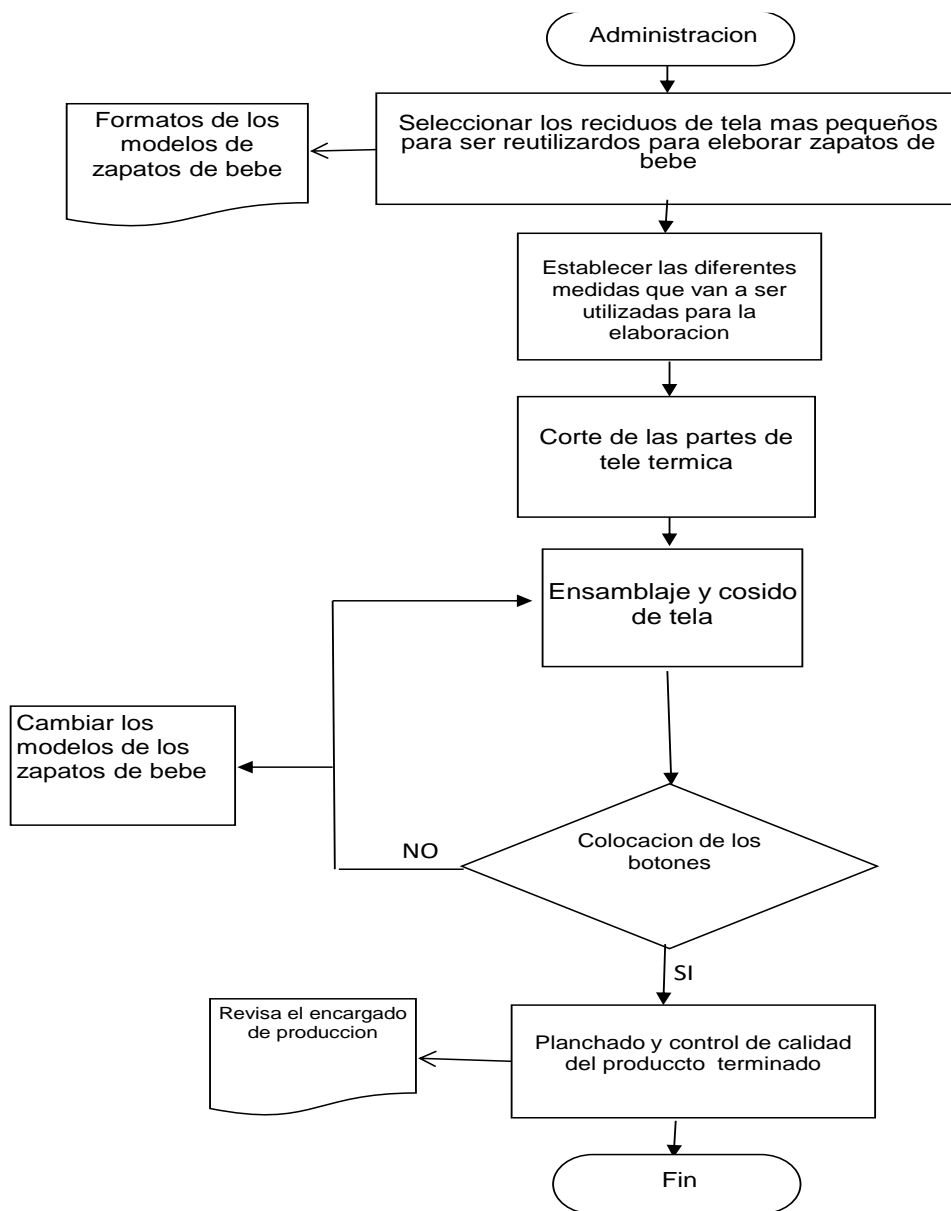 Administracion
Formatos de los
modelos de
zapatos de bebe
Seleccionar los reciduos de tela mas pequeños
para ser reutilizardos para eleborar zapatos de
bebe
Establecer las diferentes
medidas que van a ser
utilizadas para la
elaboracion
Corte de las partes de
tele termica
Ensamblaje y cosido
de tela
Cambiar los
modelos de los
zapatos de bebe
Colocacion de los
botones
NO
SI
Revisa el encargado
de produccion
Planchado y control de calidad
del produccto terminado
Fin